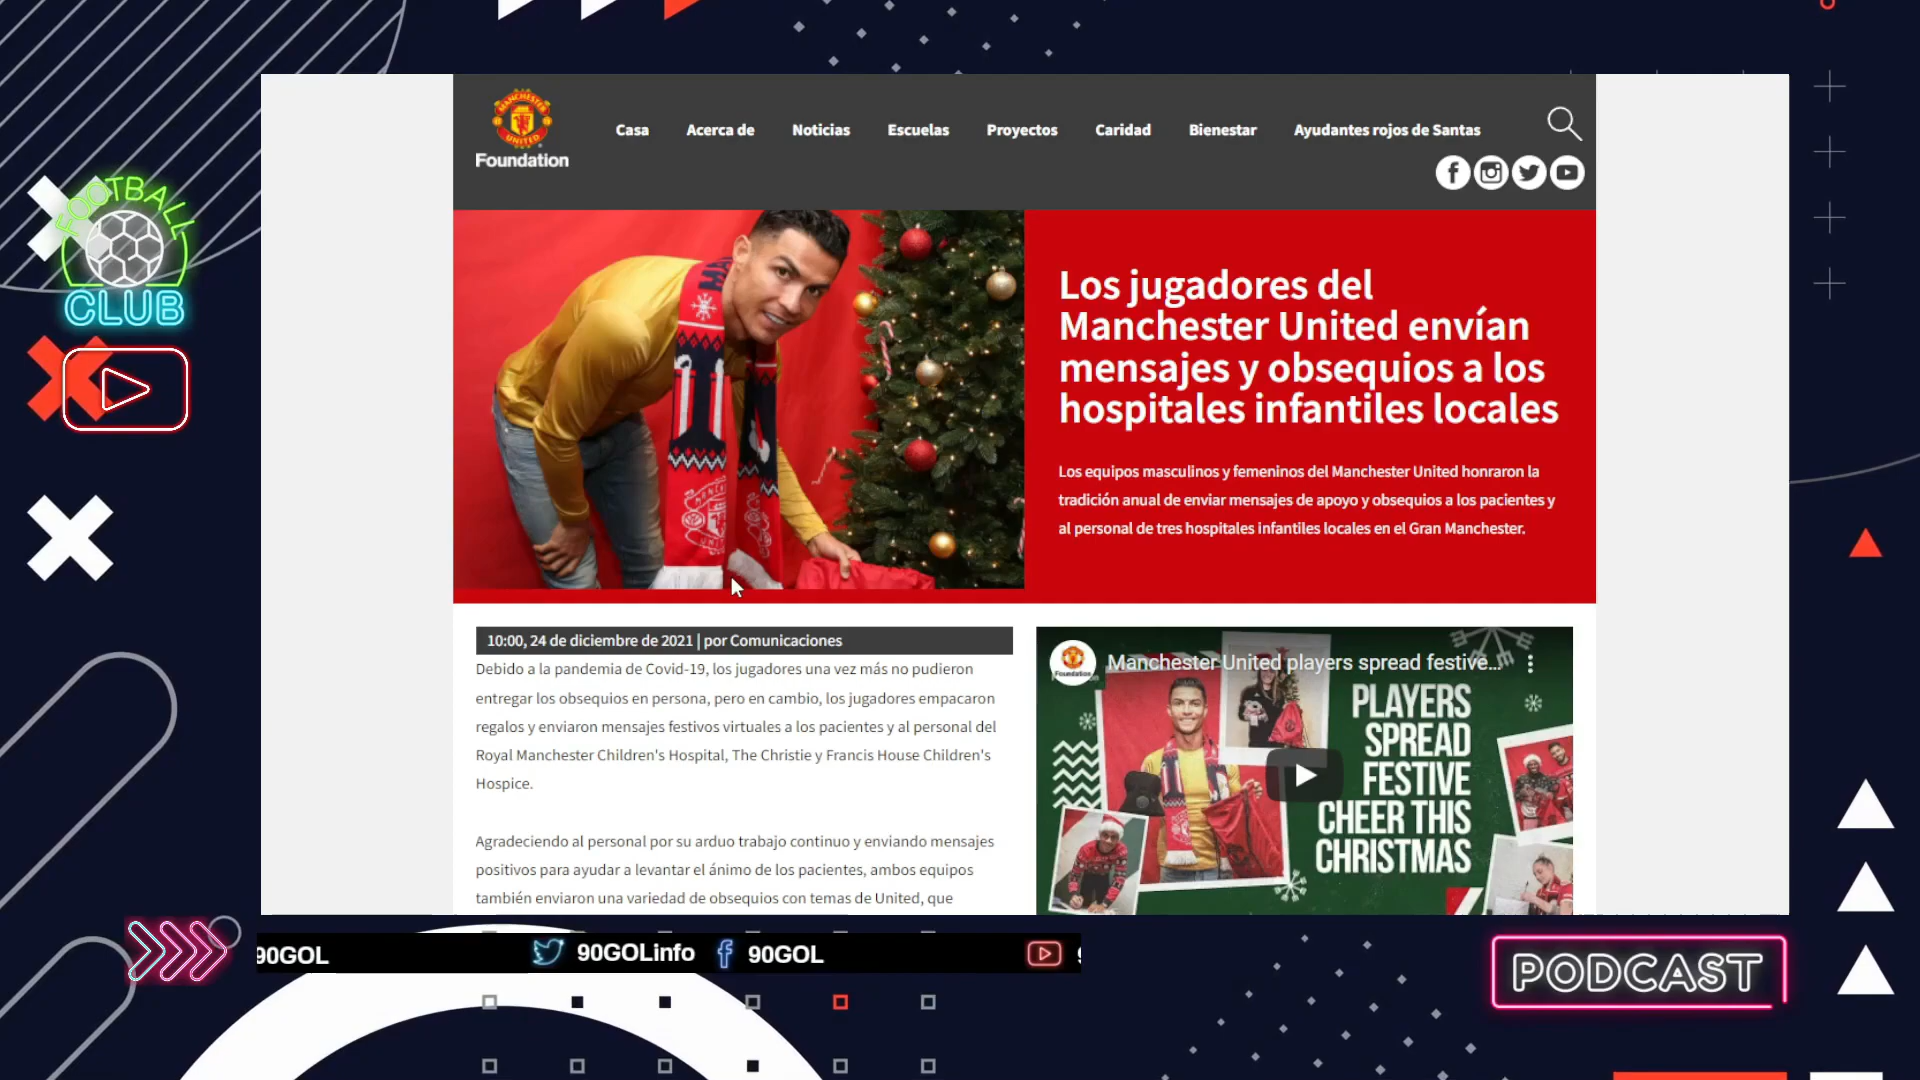 FOOTBALL
CLUB
MANCHESTER
UNITED
Foundation
Casa
Acerca de
Noticias
Escuelas
Proyectos
Caridad
Bienestar
Ayudantes rojos de Santas
Los jugadores del
Manchester United envían
mensajes y obsequios a los
hospitales infantiles locales
Los equipos masculinos y femeninos del Manchester United honraron la
tradición anual de enviar mensajes de apoyo y obsequios a los pacientes y
al personal de tres hospitales infantiles locales en el Gran Manchester.
10:00, 24 de diciembre de 2021 | por Comunicaciones
Debido a la pandemia de Covid-19, los jugadores una vez más no pudieron
entregar los obsequios en persona, pero en cambio, los jugadores empacaron
regalos y enviaron mensajes festivos virtuales a los pacientes y al personal del
Royal Manchester Children's Hospital, The Christie y Francis House Children's
Hospice.
Agradeciendo al personal por su arduo trabajo continuo y enviando mensajes
positivos para ayudar a levantar el ánimo de los pacientes, ambos equipos
también enviaron una variedad de obsequios con temas de United, que
Foundation
Manchester United players spread festive...
PLAYERS
SPREAD
FESTIVE
CHEER THIS
CHRISTMAS
90GOL
90GOLinfo
90GOL
PODCAST